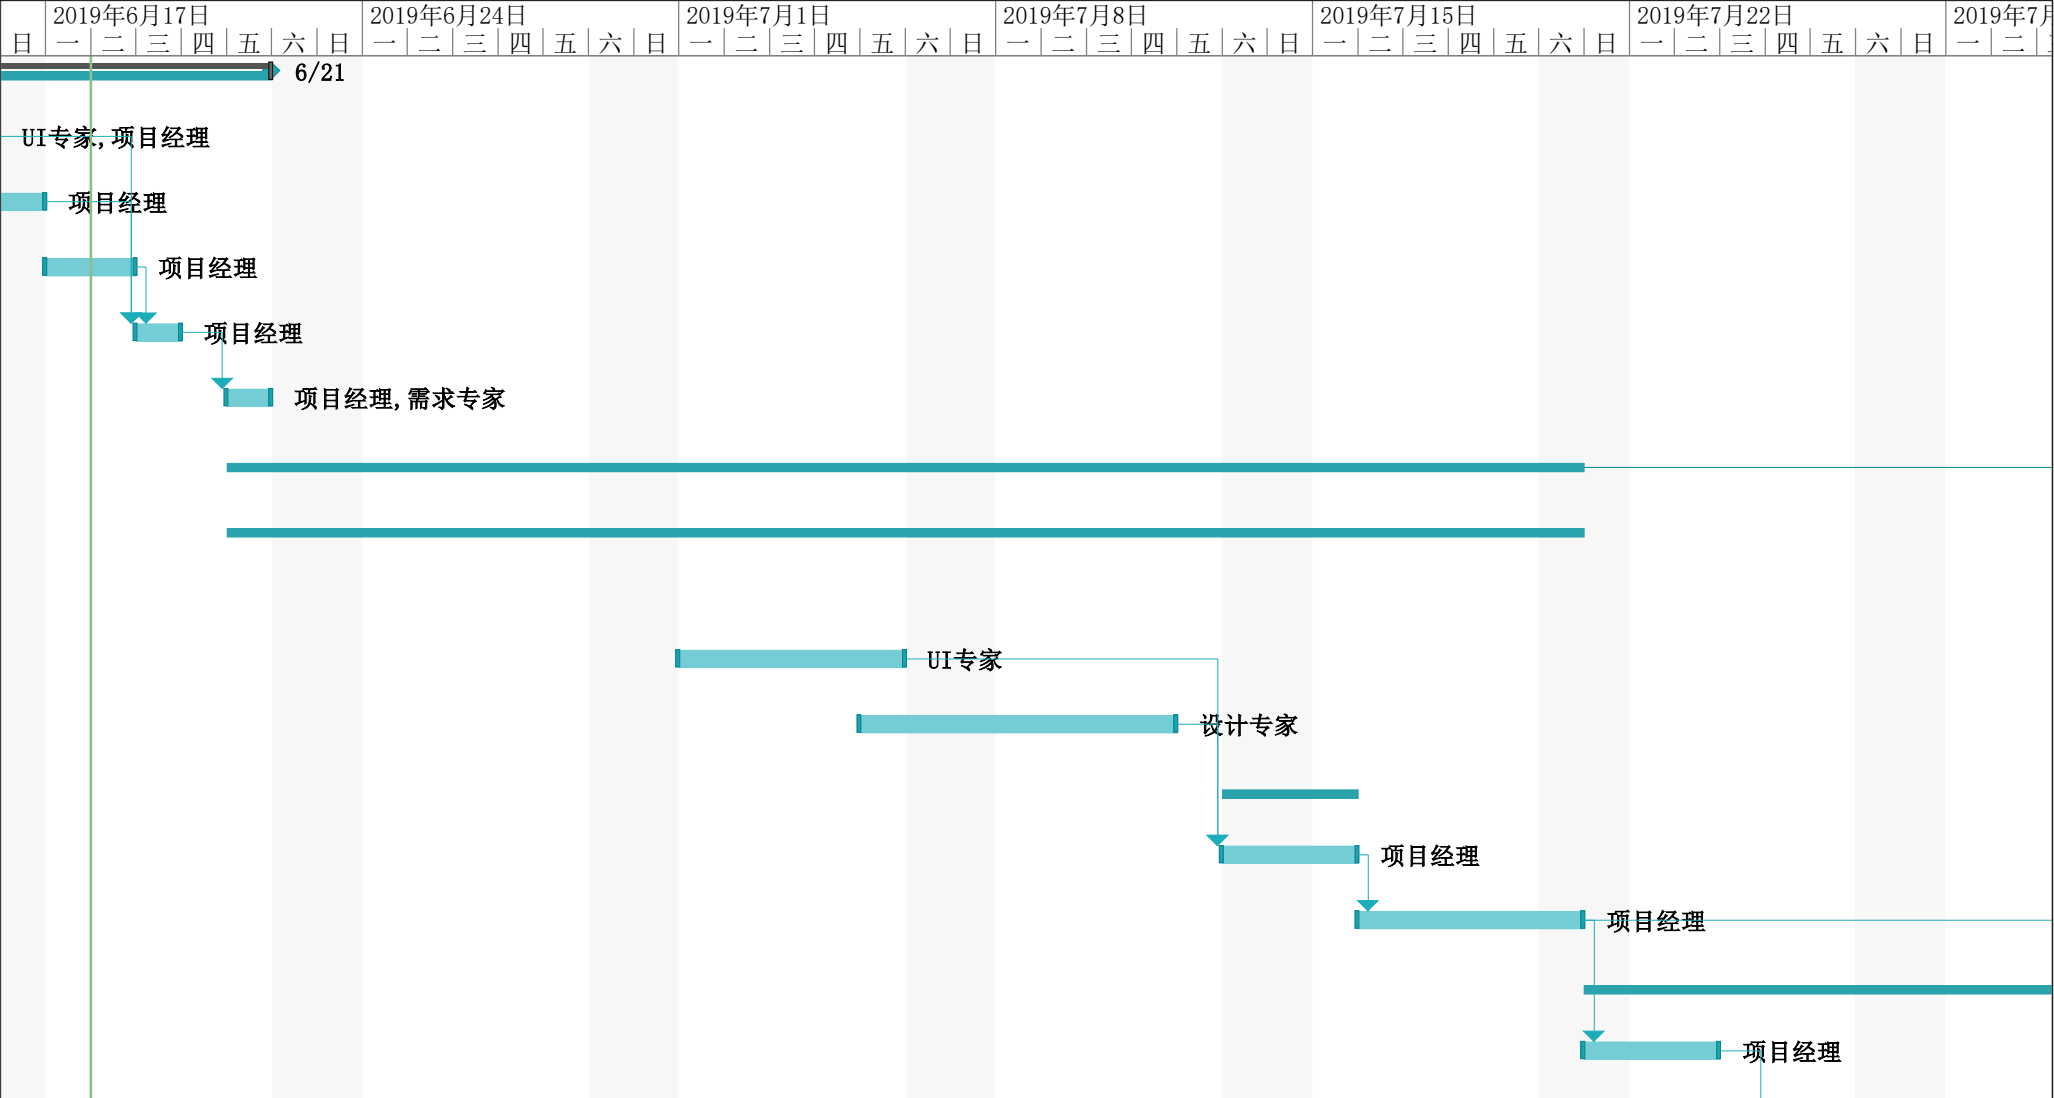 2019年6月17日 2019年6月24日 2019年7月1日 2019年7月8日 2019年7月15日 2019年7月22日 2019年7月
日 一 二 三 四 五 六 日 一 二 三 四 五 六 日 一 二 三 四 五 六 日 一 二 三 四 五 六 日 一 二 三 四 五 六 日 一 二 三 四 五 六 日 一 二
6/21
UI专家,项目经理
项目经理
项目经理
项目经理
项目经理,需求专家
UI专家
设计专家
项目经理
项目经理
项目经理